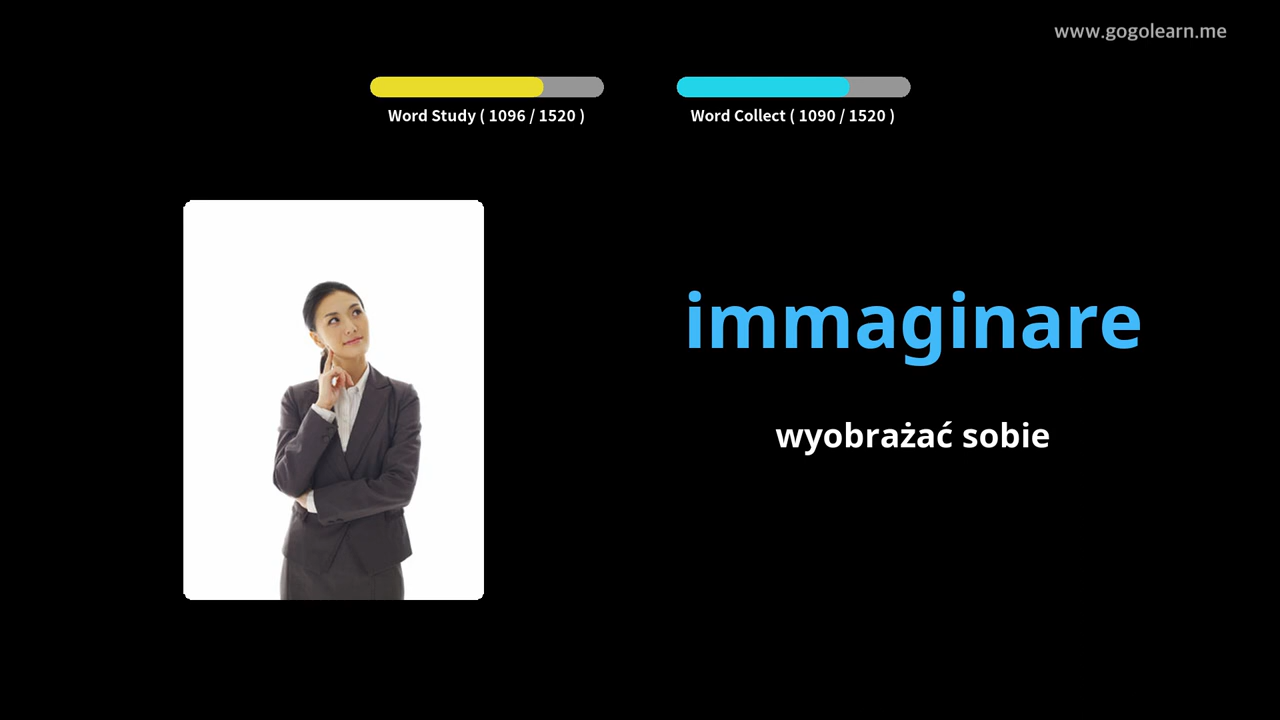 www.gogolearn.me
Word Study ( 1096 / 1520 )
Word Collect ( 1090 / 1520 )
immaginare
wyobrażać sobie